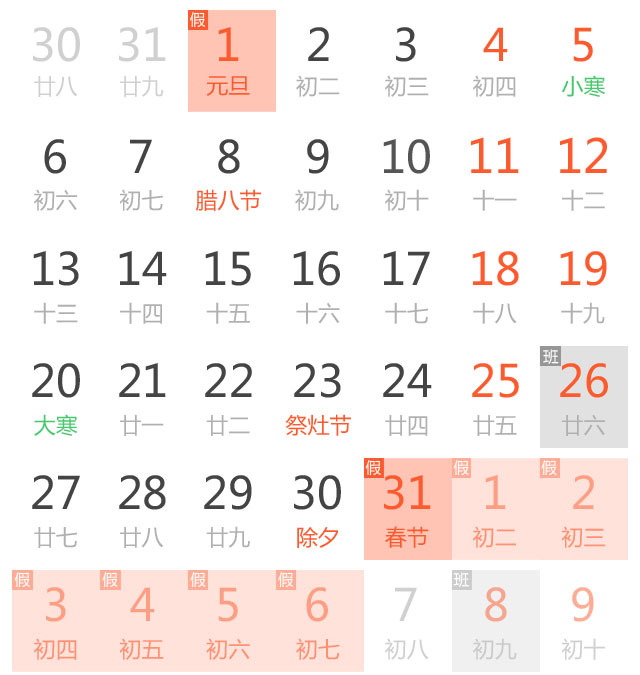 假
30 31 1 2 3 4 5
廿八 廿九 元旦 初二 初三 初四 小寒
6 7 8 9 10 11 12
初六 初七 腊八节 初九 初十 十一 十二
13 14 15 16 17 18 19
十三 十四 十五 十六 十七 十八 十九
班
20 21 22 23 24 25 26
大寒 廿一 廿二 祭灶节 廿四 廿五 廿六
假 假 假
27 28 29 30 31 1 2
廿七 廿八 廿九 除夕 春节 初二 初三
假 假 假 假 班
3 4 5 6 7 8 9
初四 初五 初六 初七 初八 初九 初十